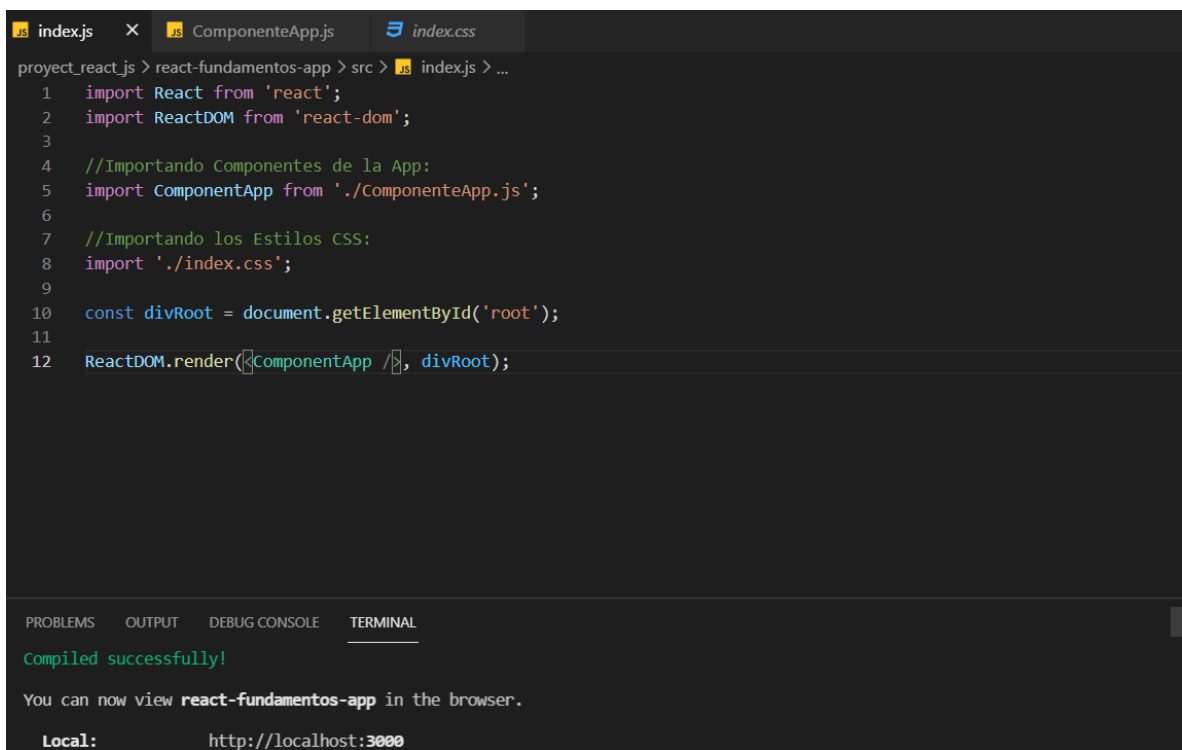 JS index.js × JS ComponenteApp.js index.css
proyect_react_js > react-fundamentos-app > src > JS index.js > ...
1 import React from 'react';
2 import ReactDOM from 'react-dom';
3
4 //Importando Componentes de la App:
5 import ComponentApp from './ComponenteApp.js';
6
7 //Importando los Estilos CSS:
8 import './index.css';
9
10 const divRoot = document.getElementById('root');
11
12 ReactDOM.render(<ComponentApp />, divRoot);
PROBLEMS OUTPUT DEBUG CONSOLE TERMINAL
Compiled successfully!
You can now view react-fundamentos-app in the browser.
Local: http://localhost:3000